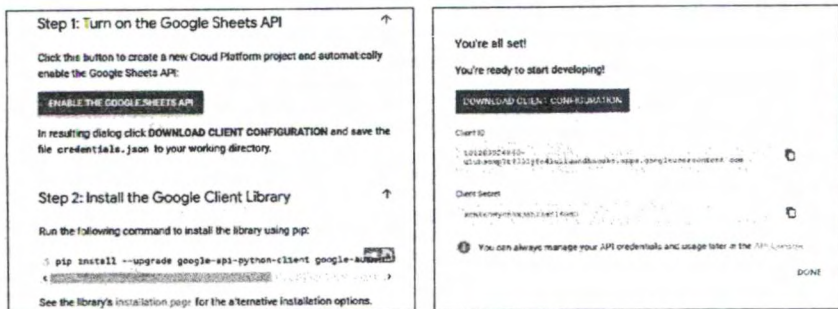 Step 1: Turn on the Google Sheets API
Click this button to create a new Cloud Platform project and automatically
enable the Google Sheets API:
ENABLE THE GOOGLE SHEETS API
In resulting dialog click DOWNLOAD CLIENT CONFIGURATION and save the
file credentials.json to your working directory.
Step 2: Install the Google Client Library
Run the following command to install the library using pip:
$ pip install --upgrade google-api-python-client google-auth
See the library's installation page for the alternative installation options.
You're all set!
You're ready to start developing!
DOWNLOAD CLIENT CONFIGURATION
Client ID
Client Secret
You can always manage your API credentials and usage later in the API Console
DONE